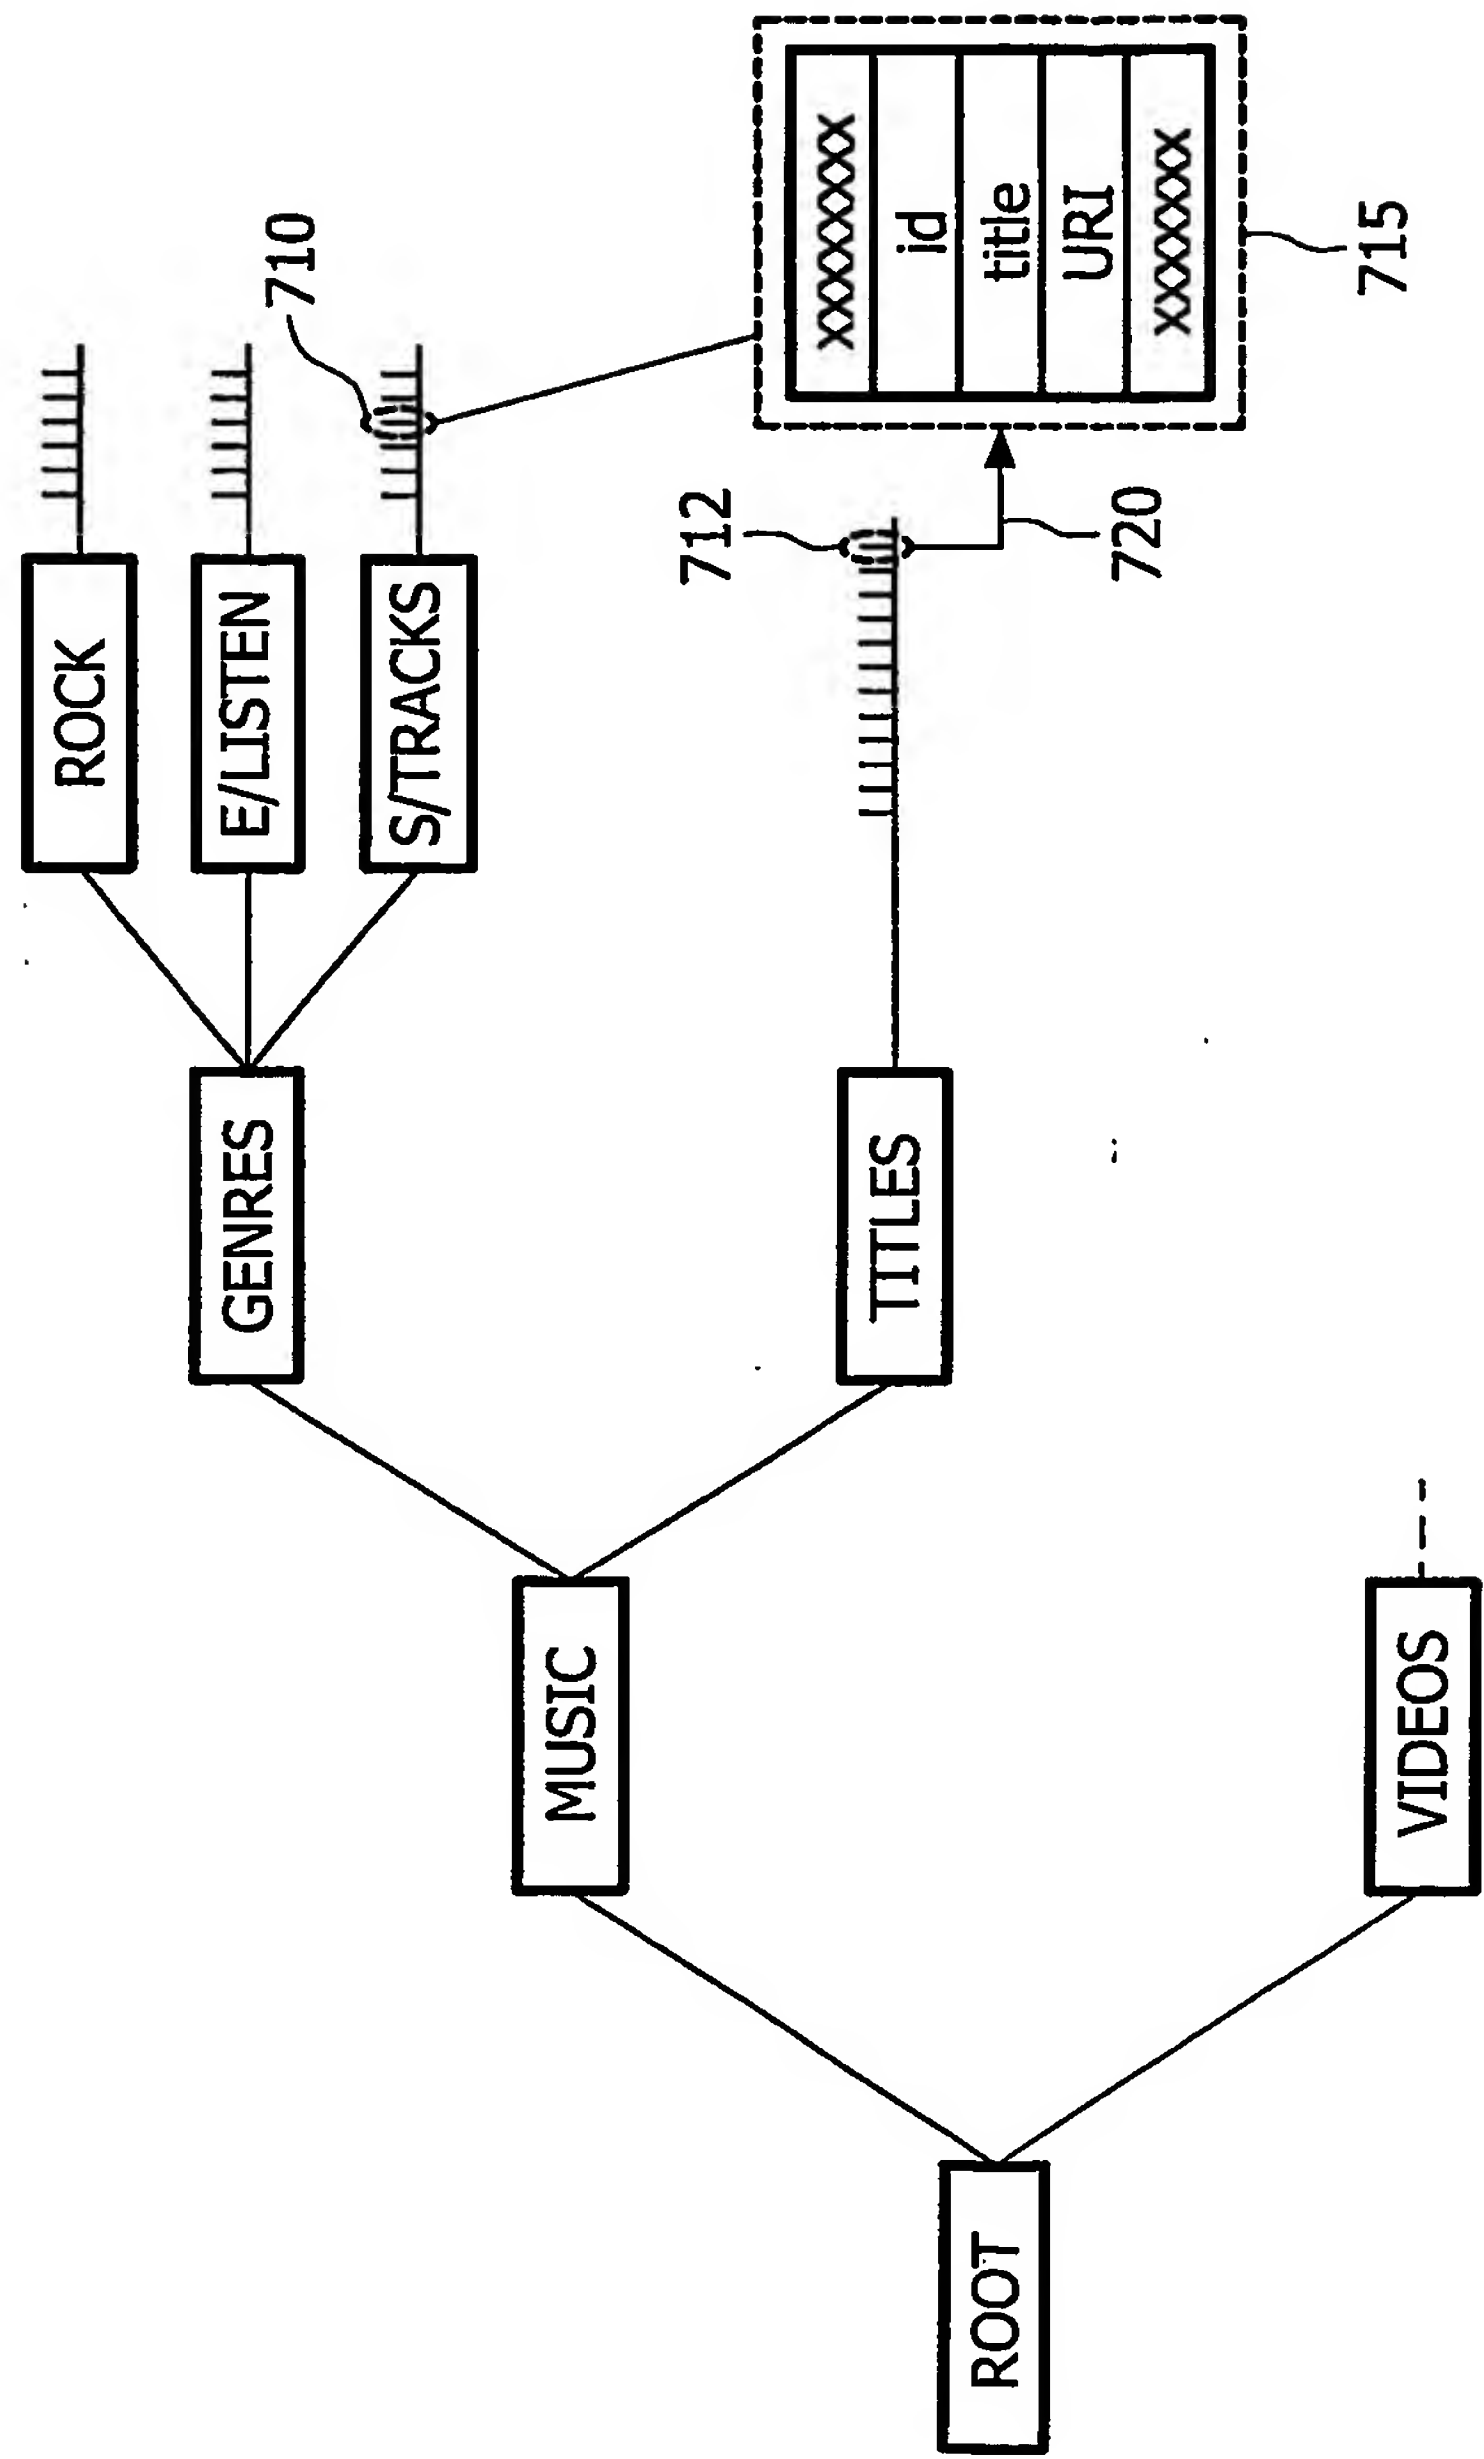 ROOT
MUSIC
VIDEOS
GENRES
TITLES
ROCK
E/LISTEN
S/TRACKS
710
712
720
xxxxxxxx
id
title
URI
xxxxxxx
715